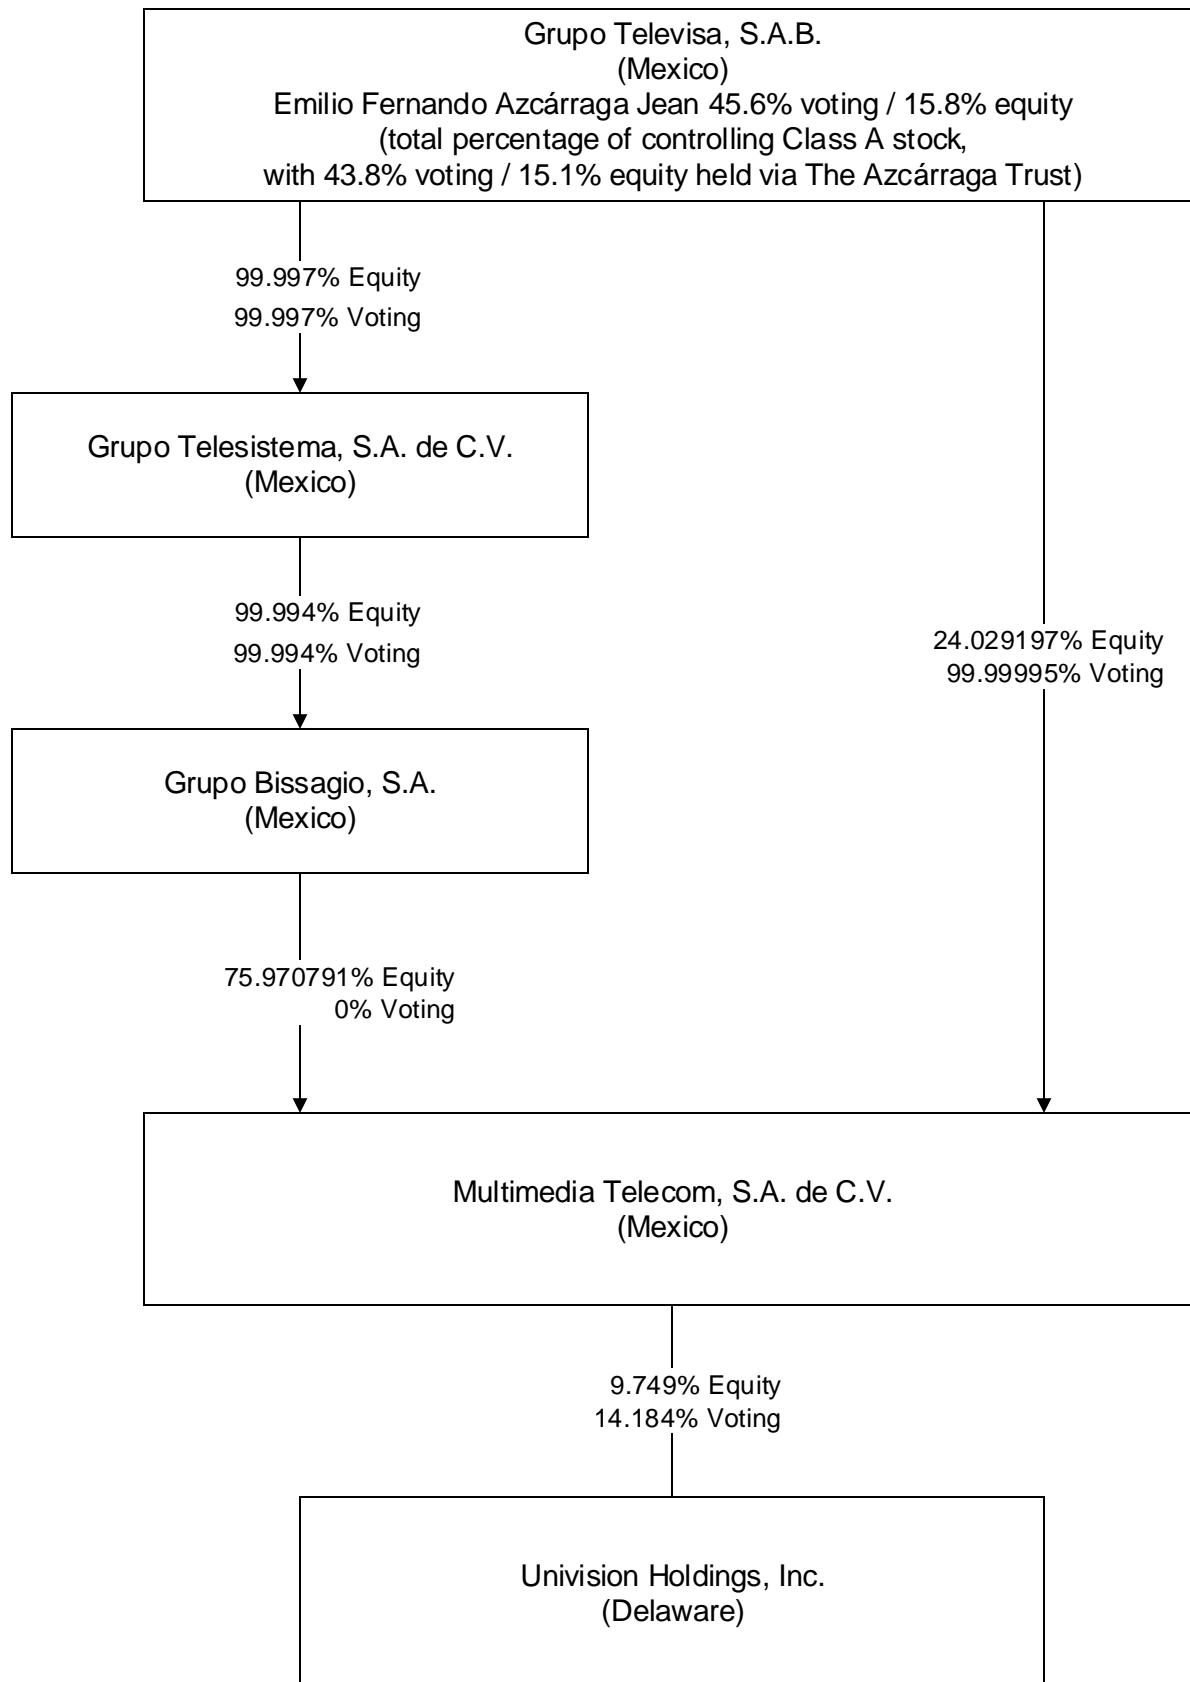 Grupo Televisa, S.A.B.
(Mexico)
Emilio Fernando Azcárraga Jean 45.6% voting / 15.8% equity
(total percentage of controlling Class A stock,
with 43.8% voting / 15.1% equity held via The Azcárraga Trust)
99.997% Equity
99.997% Voting
Grupo Telesistema, S.A. de C.V.
(Mexico)
99.994% Equity
99.994% Voting
24.029197% Equity
99.99995% Voting
Grupo Bissagio, S.A.
(Mexico)
75.970791% Equity
0% Voting
Multimedia Telecom, S.A. de C.V.
(Mexico)
9.749% Equity
14.184% Voting
Univision Holdings, Inc.
(Delaware)